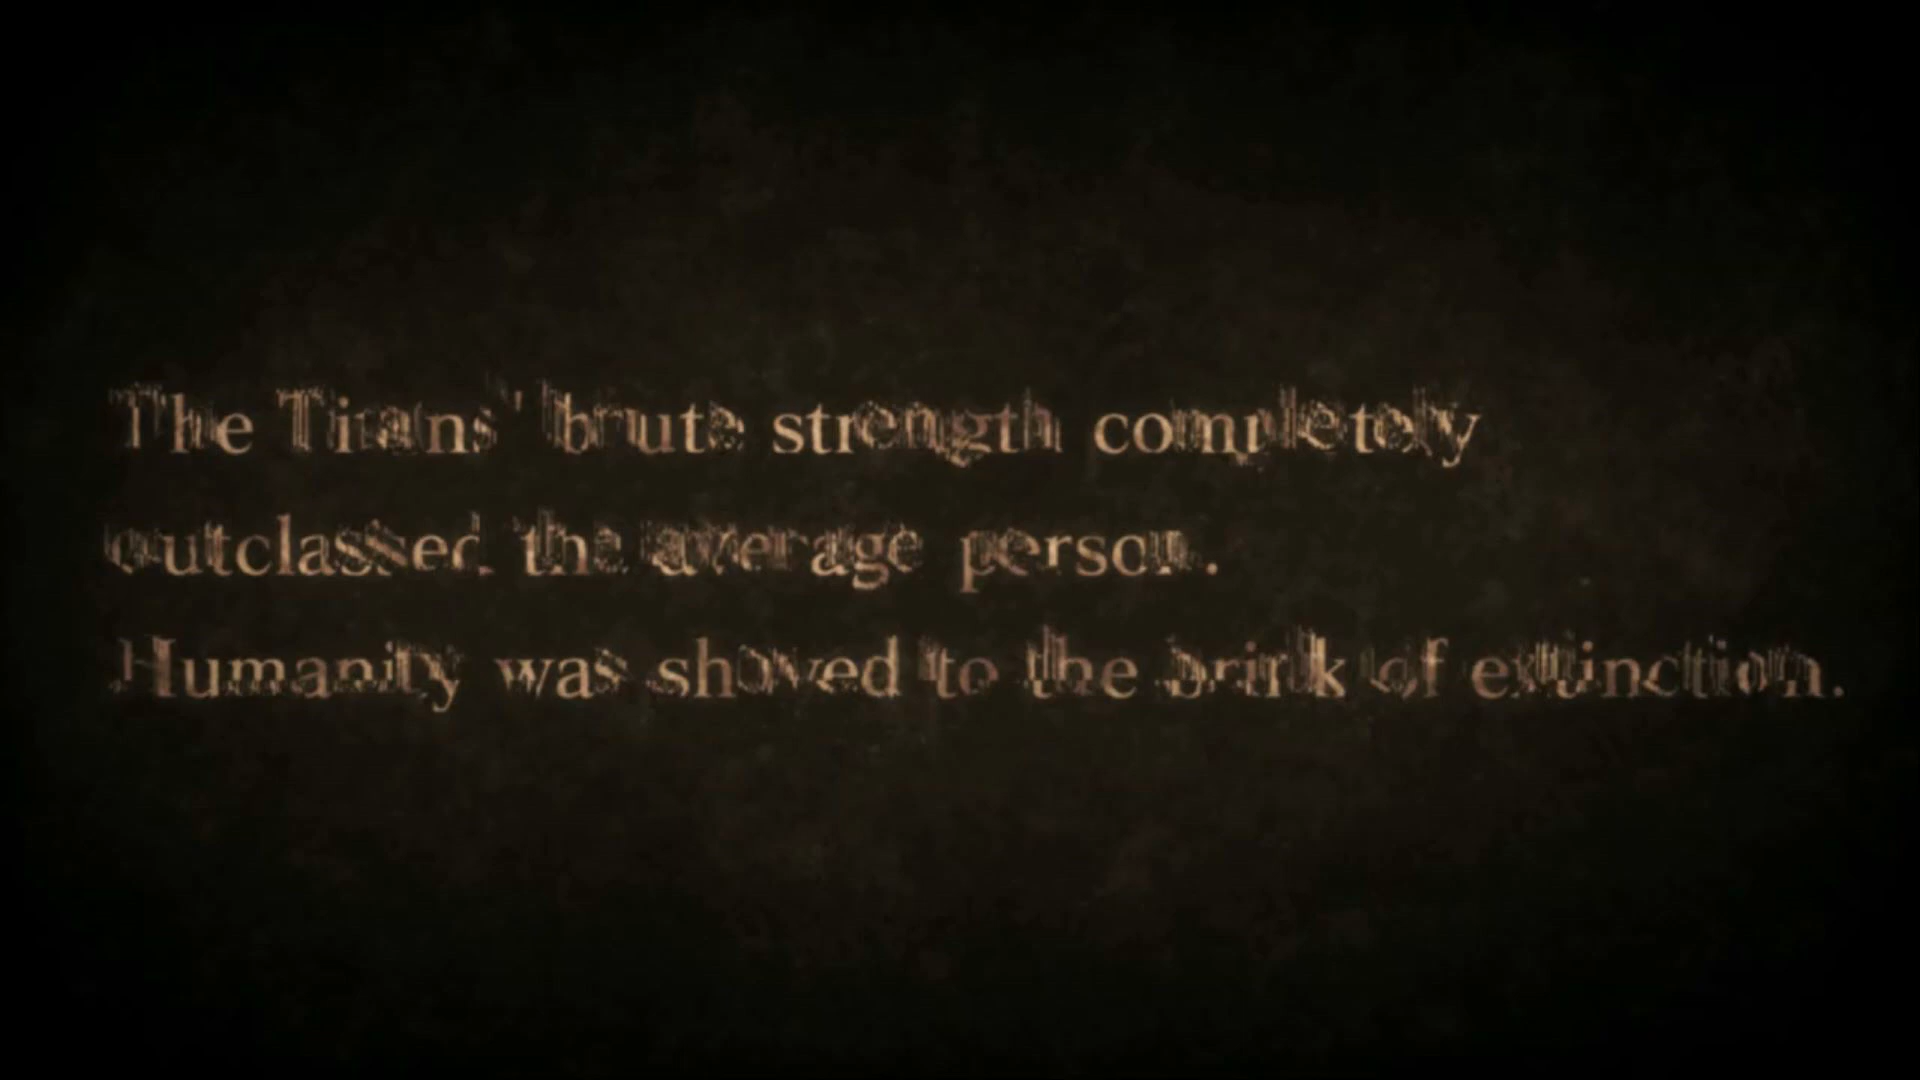 The Titans' brute strength completely
outclassed the average person.
Humanity was shoved to the brink of extinction.